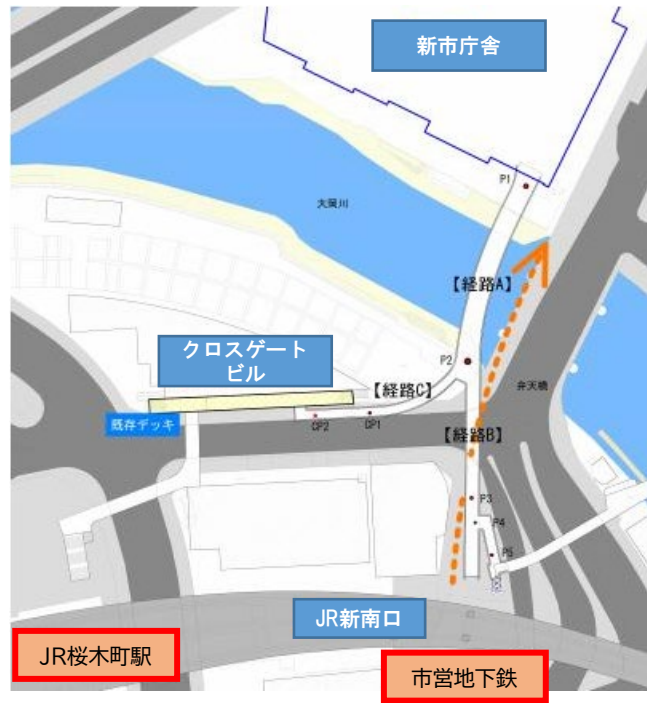 新市庁舎
P1
大岡川
【経路A】
クロスゲート
ビル
P2
【経路C】
弁天橋
既存デッキ
CP2
CP1
【経路B】
P3
P4
P5
JR新南口
JR桜木町駅
市営地下鉄